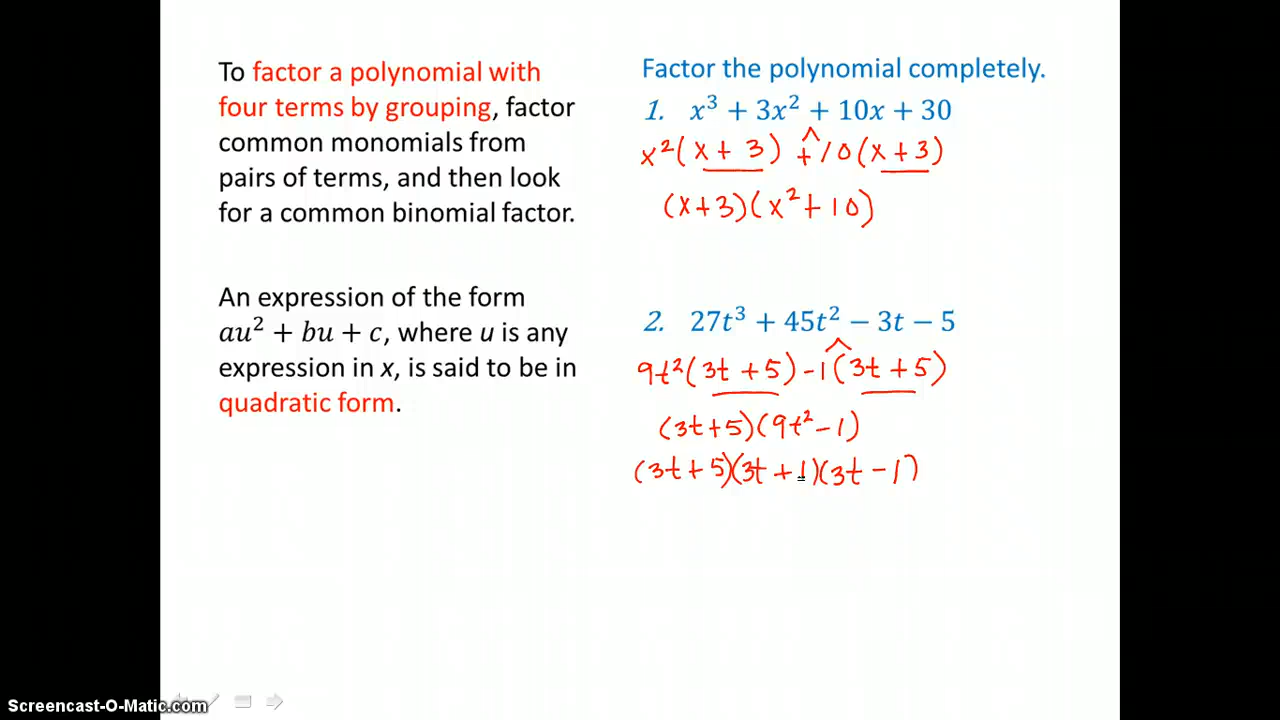 To factor a polynomial with
four terms by grouping, factor
common monomials from
pairs of terms, and then look
for a common binomial factor.
An expression of the form
au² + bu + c, where u is any
expression in x, is said to be in
quadratic form.
Factor the polynomial completely.
1. x³ + 3x² + 10x + 30
x²(x + 3) + 10(x + 3)
(x+3)(x² + 10)
2. 27t³ + 45t² − 3t − 5
9t²(3t + 5) − 1(3t + 5)
(3t + 5)(9t² − 1)
(3t + 5)(3t + 1)(3t − 1)
Screencast-O-Matic.com